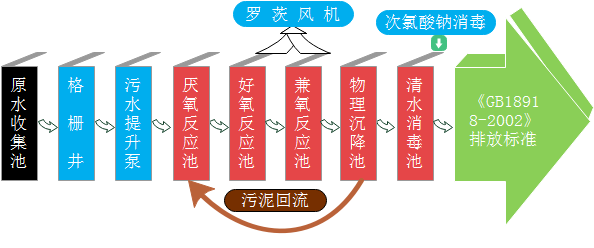 罗茨风机
次氯酸钠消毒
原水收集池
格栅井
污水提升泵
厌氧反应池
好氧反应池
兼氧反应池
物理沉降池
清水消毒池
《GB1891
8-2002》
排放标准
污泥回流